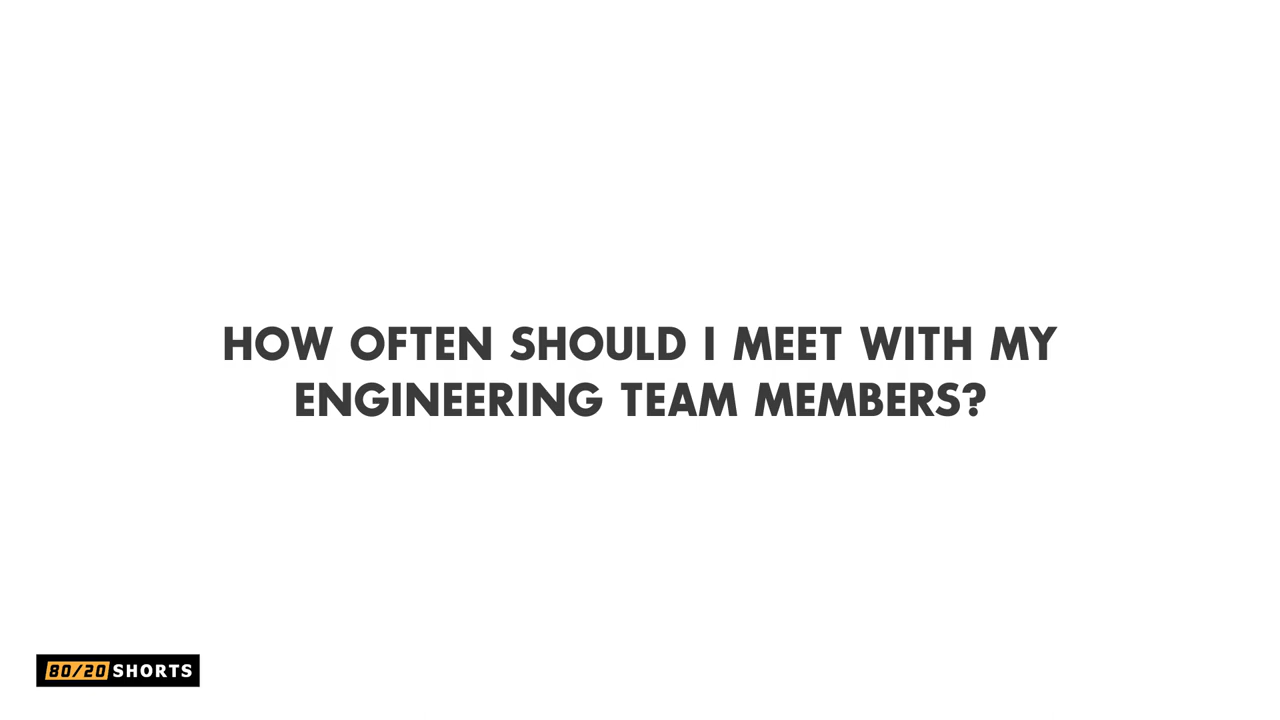 HOW OFTEN SHOULD I MEET WITH MY
ENGINEERING TEAM MEMBERS?
80/20 SHORTS